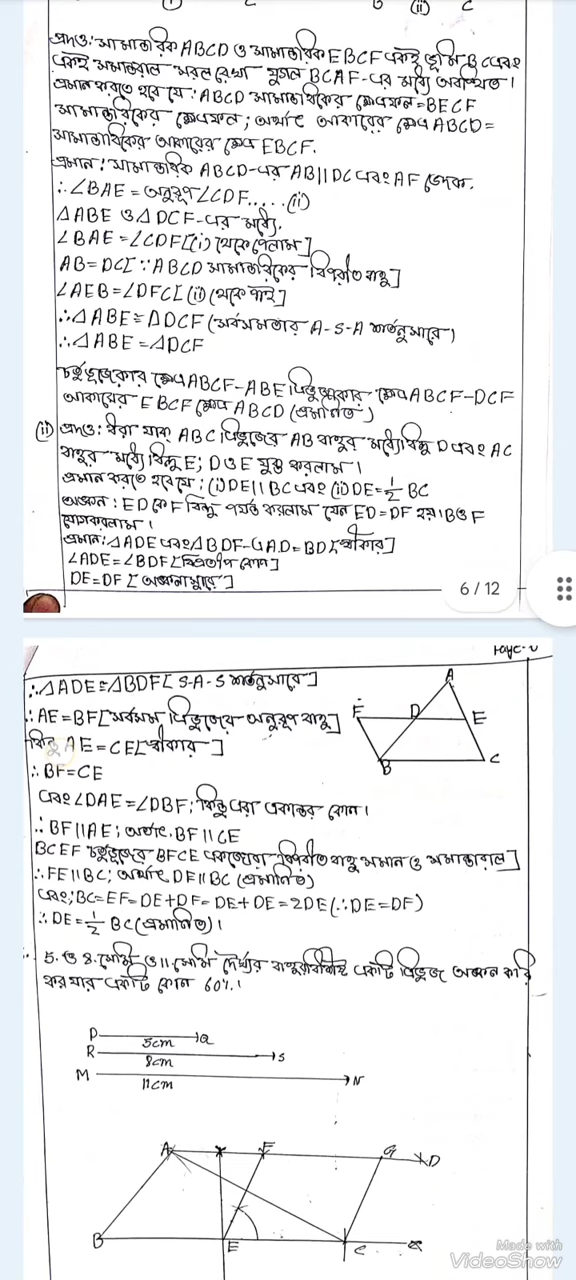 (ii) C
প্রদত্ত: সামান্তরিক ABCD ও সামান্তরিক EBCF একই ভূমি BC এবং
একই সমান্তরাল সরল রেখা যুগল BCAF-এর মধ্যে অবস্থিত।
প্রমান করতে হবে যে: ABCD সামান্তরিকের ক্ষেত্রফল=BECF
সামান্তরিকের ক্ষেত্রফল; অর্থাৎ আকারের ক্ষেত্র ABCD=
সামান্তরিকের আকারের ক্ষেত্র EBCF.
প্রমান: সামান্তরিক ABCD-এর AB||DC এবং AF ভেদক.
∴∠BAE=অনুরূপ ∠CDF.....(ii)
△ABE ও △DCF-এর মধ্যে,
∠BAE=∠CDF[(i) থেকে পেলাম]
AB=DC[∵ABCD সামান্তরিকের বিপরীত বাহু]
∠AEB=∠DFC[(ii)(থেকে পাই]
∴△ABE≅△DCF(সর্বসমতার A-S-A শর্তানুসারে)
∴△ABE=△DCF
চতুর্ভুজাকার ক্ষেত্র ABCF-ABE ত্রিভুজাকার ক্ষেত্র ABCF-DCF
আকারের EBCF ক্ষেত্র ABCD (প্রমানিত)
(ii) প্রদত্ত: ধরা যাক ABC ত্রিভুজের AB বাহুর মধ্যবিন্দু D এবং AC
বাহুর মধ্যবিন্দু E; D ও E যুক্ত করলাম।
প্রমান করতে হবে যে: (i)DE||BC এবং (ii)DE=1/2 BC
অঙ্কন: ED কে F বিন্দু পর্যন্ত করলাম যেন ED=DF হয়। B ও F
যোগ করলাম।
প্রমান: △ADE এবং △BDF-এ AD=BD[স্বীকার]
∠ADE=∠BDF[বিপ্রতীপ কোন]
DE=DF[অঙ্কনানুসারে]
6/12
∴△ADE≅△BDF[S-A-S শর্তানুসারে]
∴AE=BF[সর্বসম ত্রিভুজের অনুরূপ বাহু]
কিন্তু AE=CE[স্বীকার]
∴BF=CE
এবং ∠DAE=∠DBF; কিন্তু এরা একান্তর কোন।
∴BF||AE; অর্থাৎ BF||CE
BCEF চতুর্ভুজের BFCE একজোড়া বিপরীত বাহু সমান ও সমান্তরাল]
∴FE||BC; অর্থাৎ DF||BC (প্রমানিত)
এবং; BC=EF=DE+DF=DE+DE=2DE(∴DE=DF)
∴DE=1/2 BC(প্রমানিত)।
A
F D E
B C
5. ও 8. সেমি ও 11 সেমি দৈর্ঘ্যের একটি ত্রিভুজ অঙ্কন করি
যার একটি কোন 60%।
P Q
5cm
R S
8cm
M N
11cm
A F G D
B E C X
Made with
VideoShow